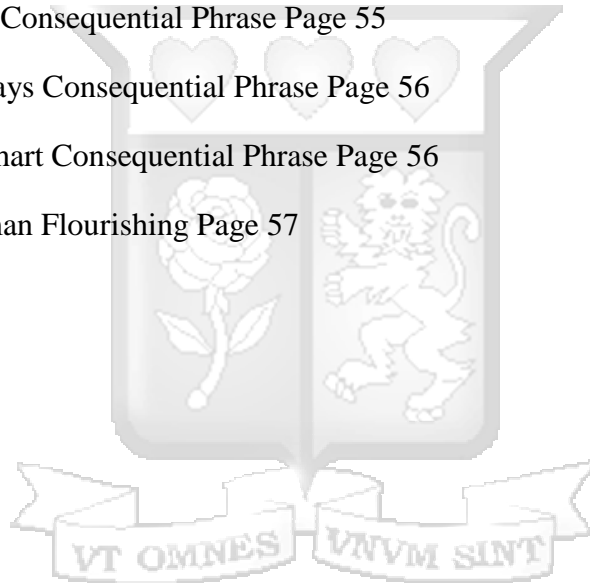 Consequential Phrase Page 55
ays Consequential Phrase Page 56
hart Consequential Phrase Page 56
an Flourishing Page 57
VT OMNES VNVM SINT